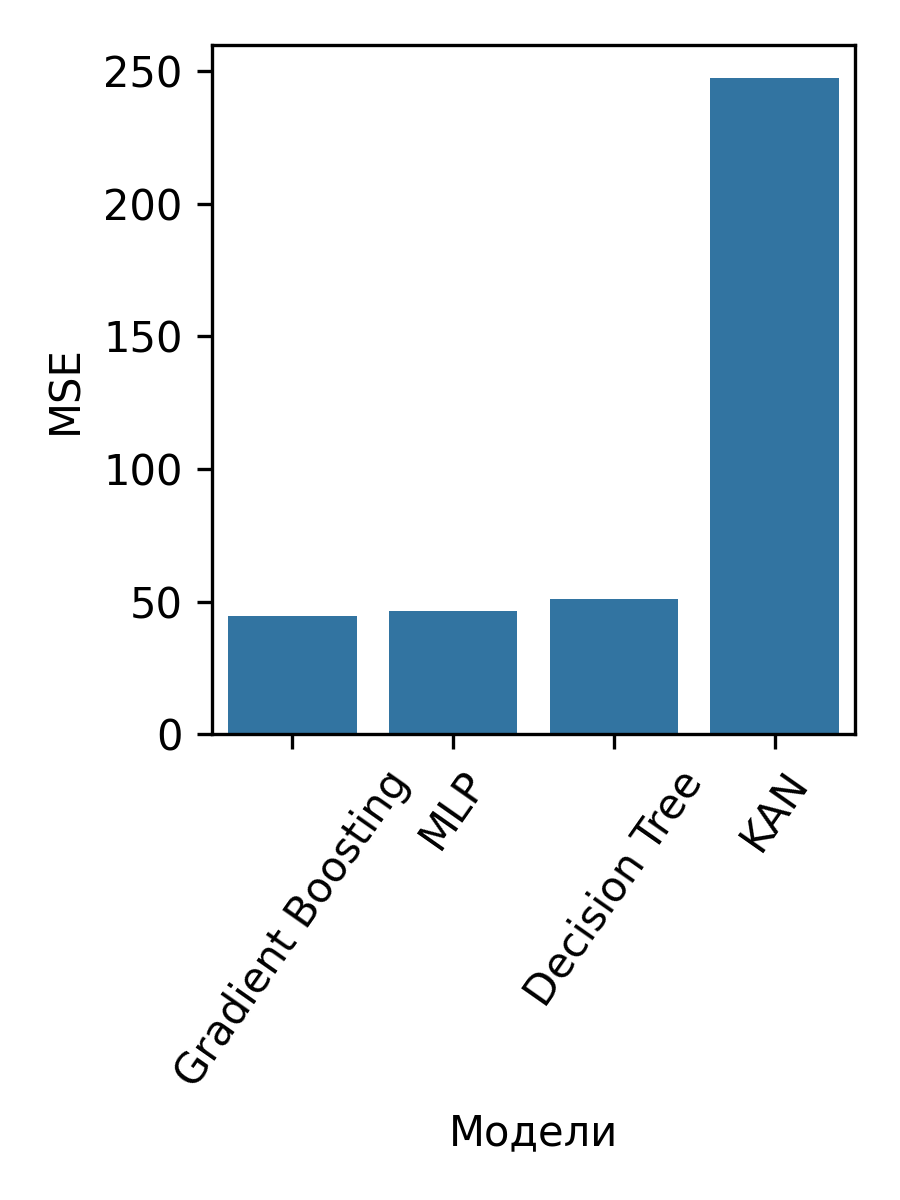 250
200
150
100
50
0
MSE
Gradient Boosting
MLP
Decision Tree
KAN
Модели